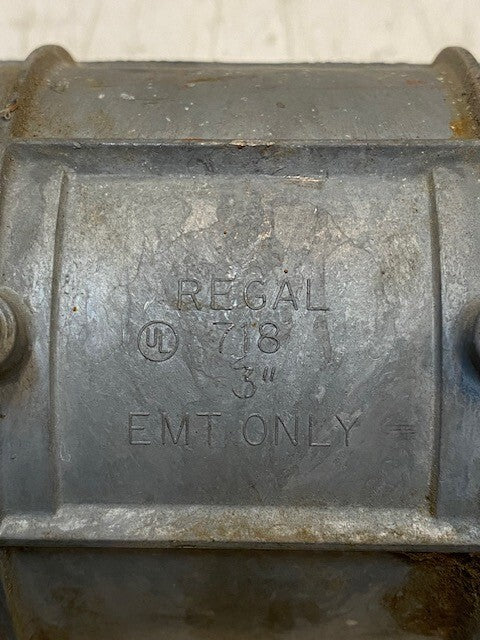 REGAL
UL 718
3"
EMT ONLY